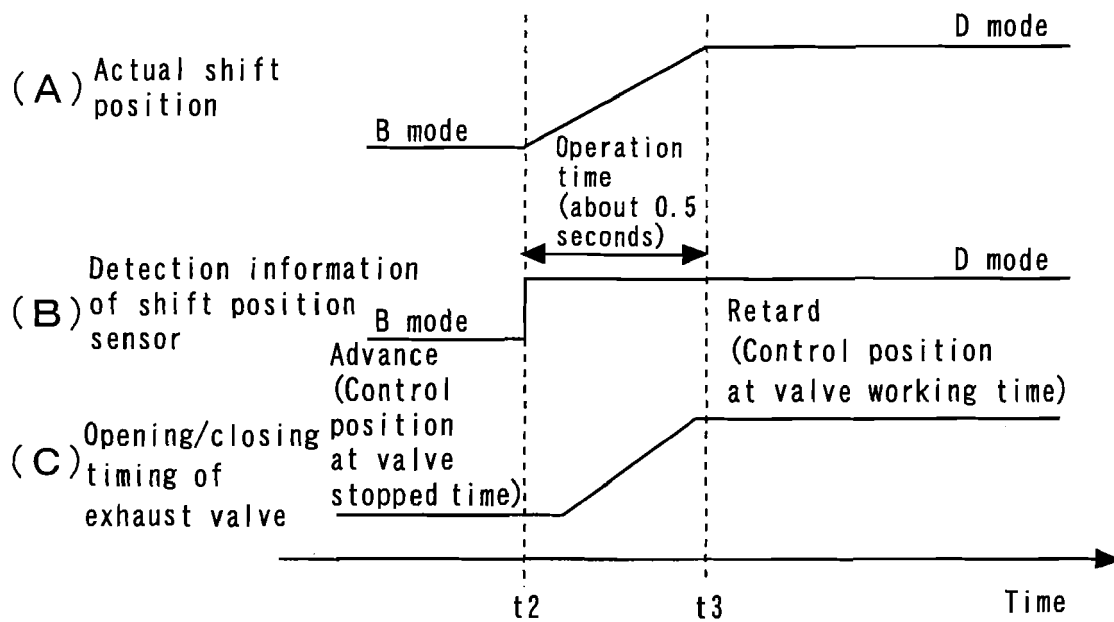 D mode
(A) Actual shift
position
B mode
Operation
time
(about 0.5
seconds)
Detection information
(B) of shift position
sensor
B mode
D mode
Advance
(Control
position
at valve
stopped time)
Retard
(Control position
at valve working time)
(C) Opening/closing
timing of
exhaust valve
t2
t3
Time